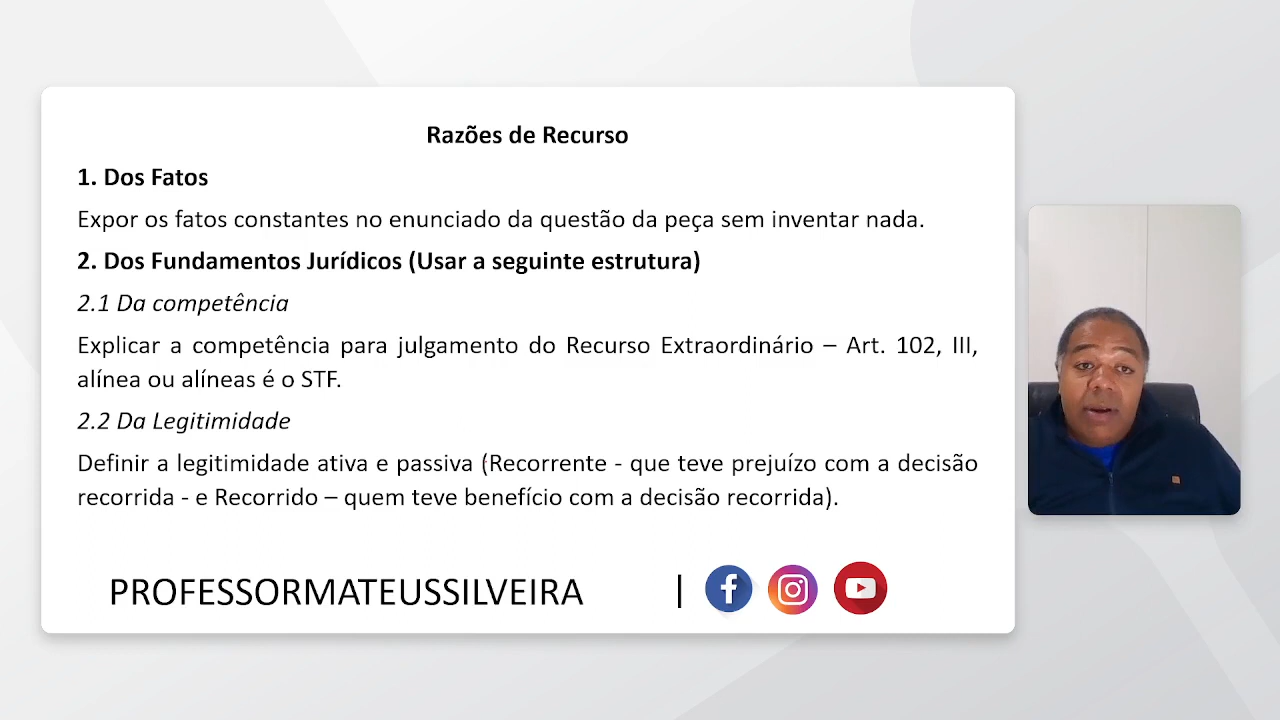 Razões de Recurso
1. Dos Fatos
Expor os fatos constantes no enunciado da questão da peça sem inventar nada.
2. Dos Fundamentos Jurídicos (Usar a seguinte estrutura)
2.1 Da competência
Explicar a competência para julgamento do Recurso Extraordinário – Art. 102, III,
alínea ou alíneas é o STF.
2.2 Da Legitimidade
Definir a legitimidade ativa e passiva (Recorrente - que teve prejuízo com a decisão
recorrida - e Recorrido – quem teve benefício com a decisão recorrida).
PROFESSORMATEUSSILVEIRA |